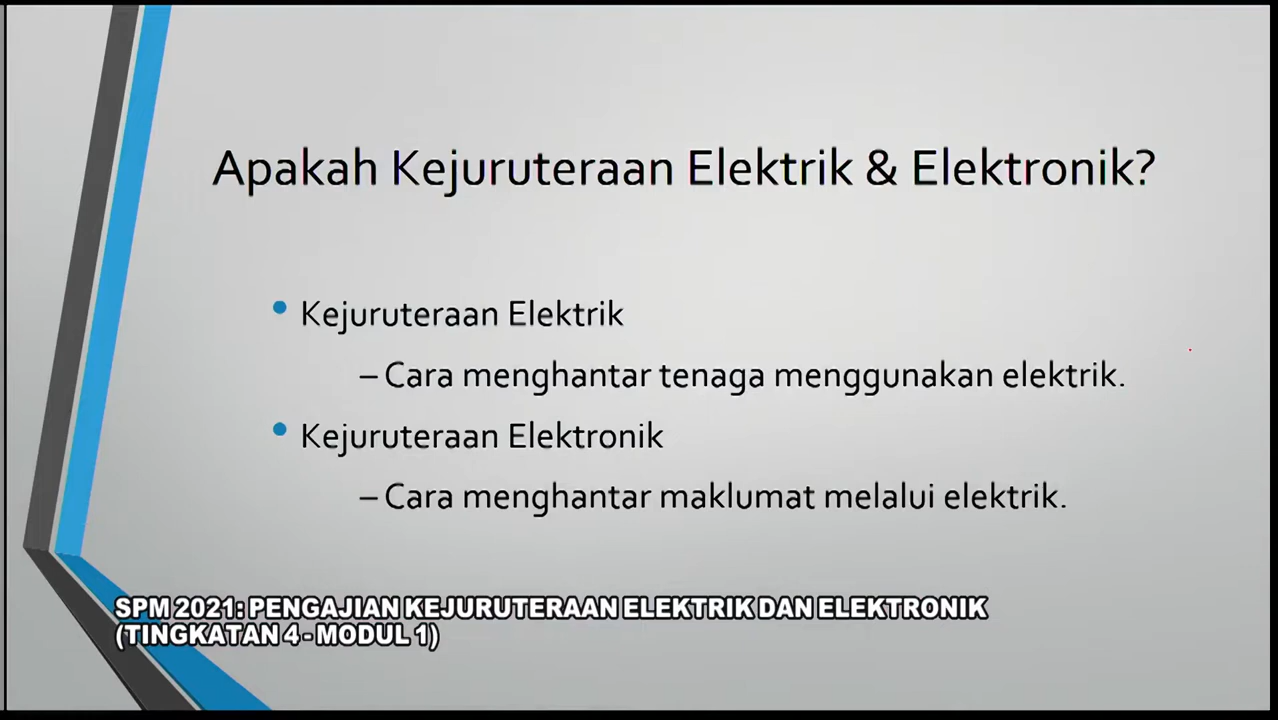 Apakah Kejuruteraan Elektrik & Elektronik?
• Kejuruteraan Elektrik
– Cara menghantar tenaga menggunakan elektrik.
• Kejuruteraan Elektronik
– Cara menghantar maklumat melalui elektrik.
SPM 2021: PENGAJIAN KEJURUTERAAN ELEKTRIK DAN ELEKTRONIK
(TINGKATAN 4 - MODUL 1)